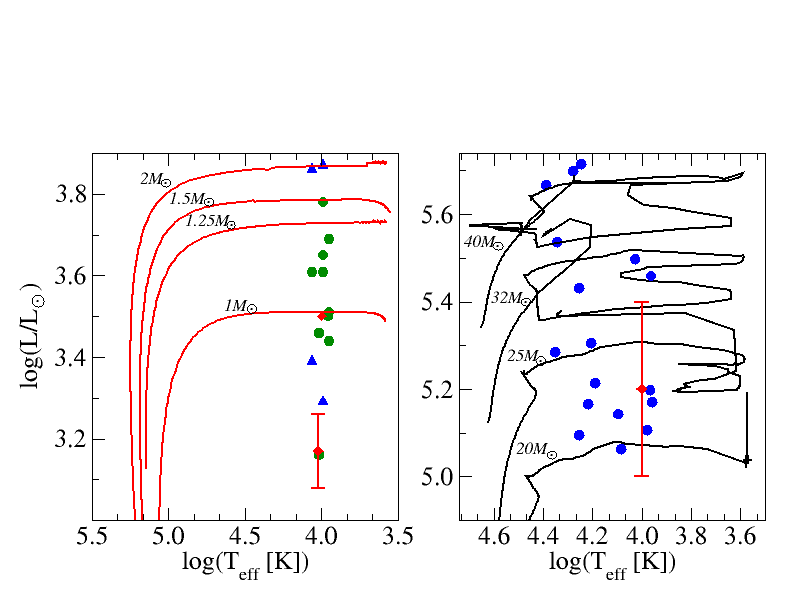 2M☉
1.5M☉
1.25M☉
1M☉
3.8
3.6
3.4
3.2
log(L/L☉)
5.5 5.0 4.5 4.0 3.5
log(Teff [K])
40M☉
32M☉
25M☉
20M☉
5.6
5.4
5.2
5.0
4.6 4.4 4.2 4.0 3.8 3.6
log(Teff [K])